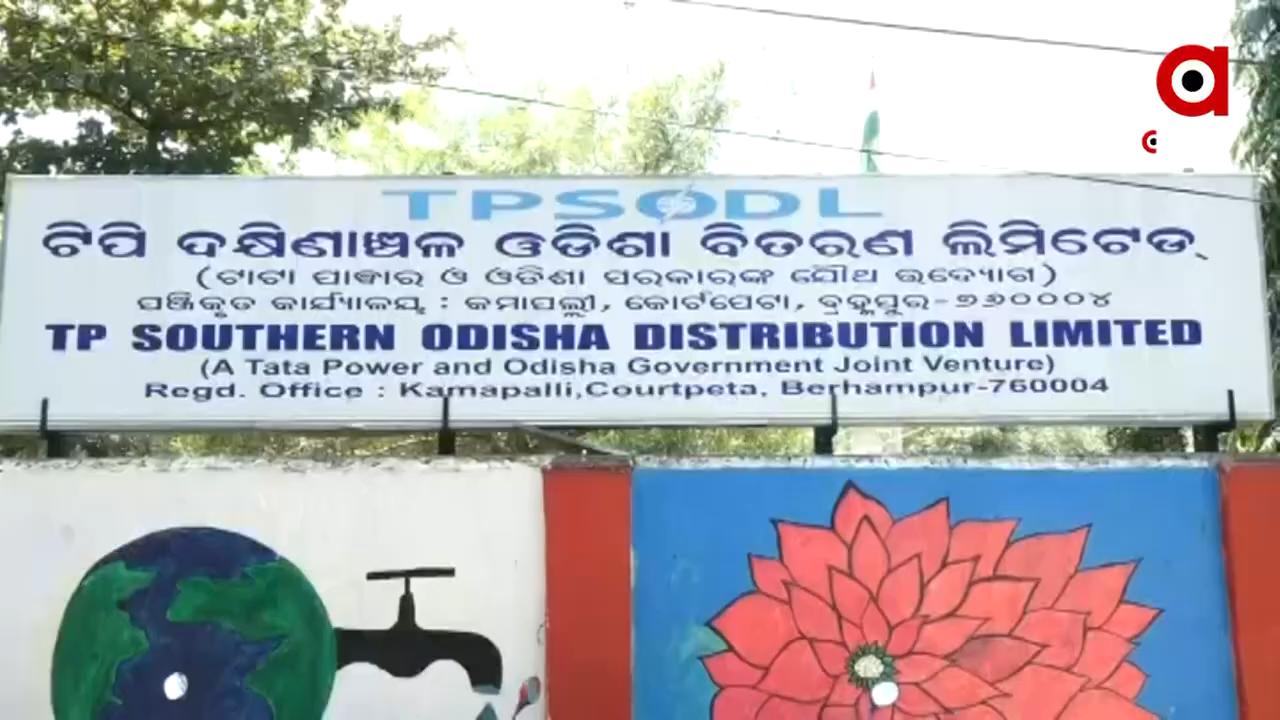 TPSODL
ଟିପି ଦକ୍ଷିଣାଞ୍ଚଳ ଓଡିଶା ବିତରଣ ଲିମିଟେଡ୍
(ଟାଟା ପାୱାର ଓ ଓଡିଶା ସରକାରଙ୍କ ଯୌଥ ଉଦ୍ୟୋଗ)
ପଞ୍ଜିକୃତ କାର୍ଯ୍ୟାଳୟ : କମାପଲ୍ଲୀ, କୋର୍ଟପେଟା, ବ୍ରହ୍ମପୁର-୭୬୦୦୦୪
TP SOUTHERN ODISHA DISTRIBUTION LIMITED
(A Tata Power and Odisha Government Joint Venture)
Regd. Office : Kamapalli,Courtpeta, Berhampur-760004